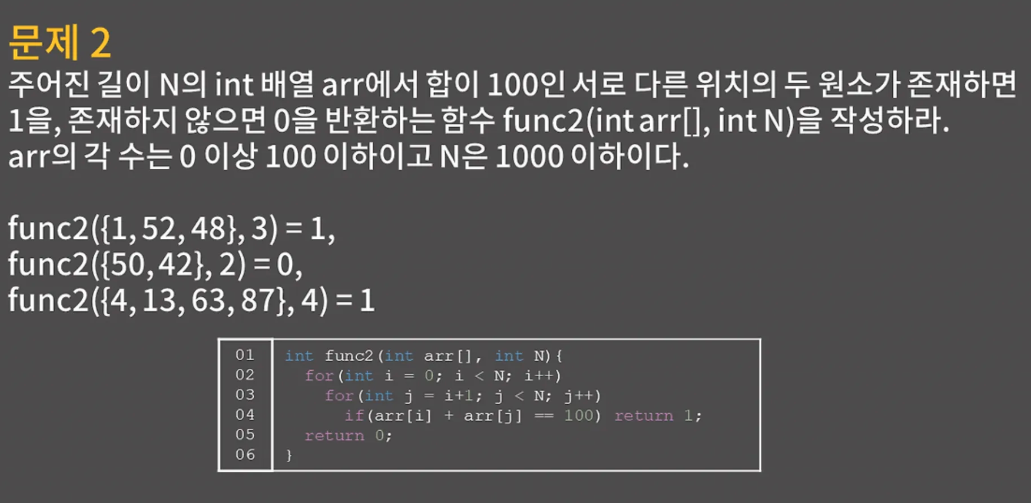 문제 2
주어진 길이 N의 int 배열 arr에서 합이 100인 서로 다른 위치의 두 원소가 존재하면
1을, 존재하지 않으면 0을 반환하는 함수 func2(int arr[], int N)을 작성하라.
arr의 각 수는 0 이상 100 이하이고 N은 1000 이하이다.
func2({1, 52, 48}, 3) = 1,
func2({50, 42}, 2) = 0,
func2({4, 13, 63, 87}, 4) = 1
01 int func2(int arr[], int N){
02 for(int i = 0; i < N; i++)
03 for(int j = i+1; j < N; j++)
04 if(arr[i] + arr[j] == 100) return 1;
05 return 0;
06 }